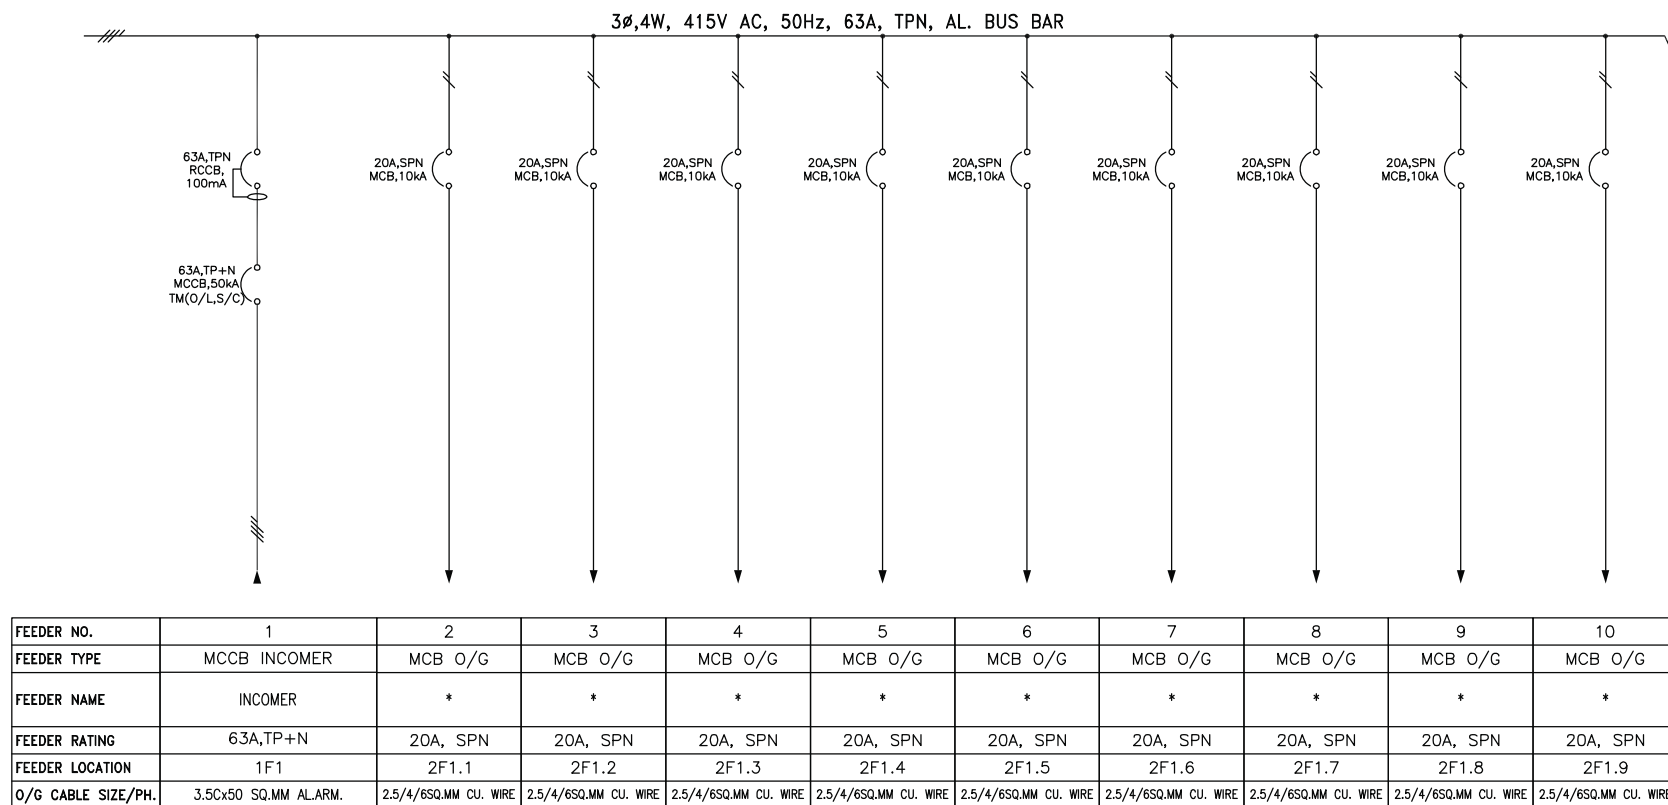 3ø,4W, 415V AC, 50Hz, 63A, TPN, AL. BUS BAR
63A,TPN
RCCB,
100mA
20A,SPN
MCB,10kA
20A,SPN
MCB,10kA
20A,SPN
MCB,10kA
20A,SPN
MCB,10kA
20A,SPN
MCB,10kA
20A,SPN
MCB,10kA
20A,SPN
MCB,10kA
20A,SPN
MCB,10kA
20A,SPN
MCB,10kA
63A,TP+N
MCCB,50kA
TM(O/L,S/C)
FEEDER NO. 1 2 3 4 5 6 7 8 9 10
FEEDER TYPE MCCB INCOMER MCB O/G MCB O/G MCB O/G MCB O/G MCB O/G MCB O/G MCB O/G MCB O/G MCB O/G
FEEDER NAME INCOMER * * * * * * * * *
FEEDER RATING 63A,TP+N 20A, SPN 20A, SPN 20A, SPN 20A, SPN 20A, SPN 20A, SPN 20A, SPN 20A, SPN 20A, SPN
FEEDER LOCATION 1F1 2F1.1 2F1.2 2F1.3 2F1.4 2F1.5 2F1.6 2F1.7 2F1.8 2F1.9
O/G CABLE SIZE/PH. 3.5Cx50 SQ.MM AL.ARM. 2.5/4/6SQ.MM CU. WIRE 2.5/4/6SQ.MM CU. WIRE 2.5/4/6SQ.MM CU. WIRE 2.5/4/6SQ.MM CU. WIRE 2.5/4/6SQ.MM CU. WIRE 2.5/4/6SQ.MM CU. WIRE 2.5/4/6SQ.MM CU. WIRE 2.5/4/6SQ.MM CU. WIRE 2.5/4/6SQ.MM CU. WIRE